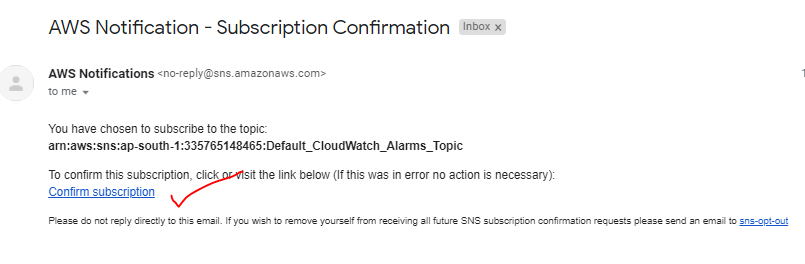 AWS Notification - Subscription Confirmation Inbox x
AWS Notifications <no-reply@sns.amazonaws.com>
to me
You have chosen to subscribe to the topic:
arn:aws:sns:ap-south-1:335765148465:Default_CloudWatch_Alarms_Topic
To confirm this subscription, click or visit the link below (If this was in error no action is necessary):
Confirm subscription
Please do not reply directly to this email. If you wish to remove yourself from receiving all future SNS subscription confirmation requests please send an email to sns-opt-out